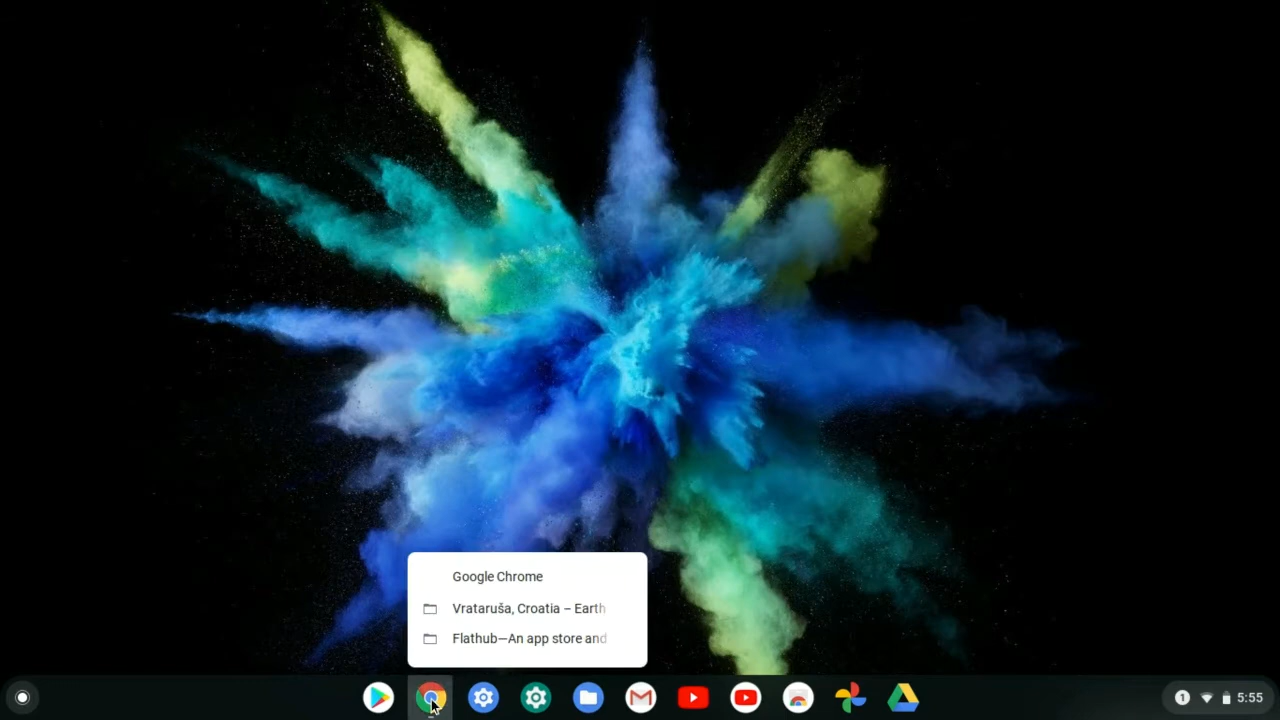 Google Chrome
Vrataruša, Croatia – Earth
Flathub—An app store and
1
5:55